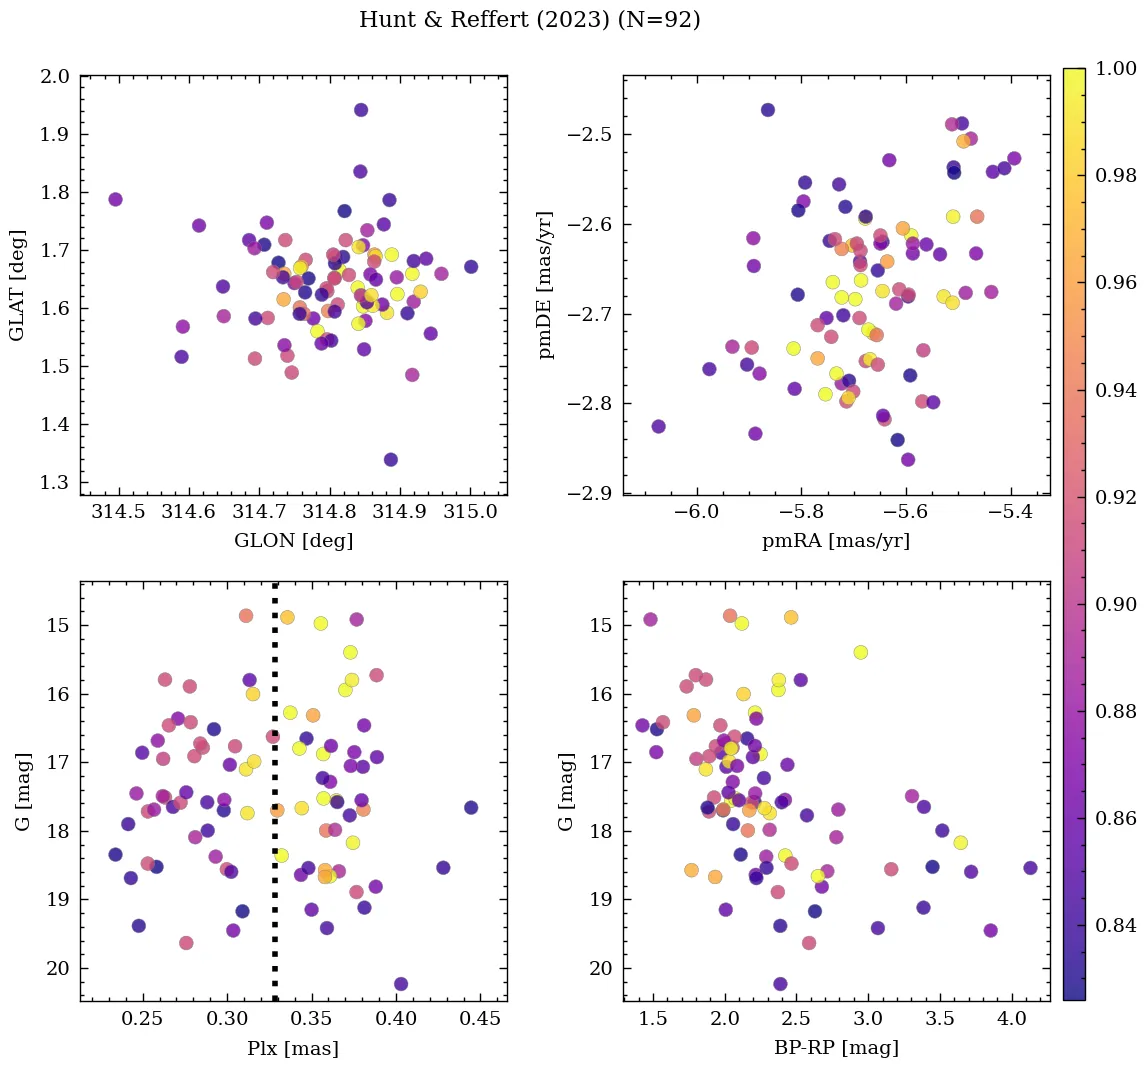 Hunt & Reffert (2023) (N=92)
2.0
1.9
1.8
1.7
1.6
1.5
1.4
1.3
GLAT [deg]
314.5 314.6 314.7 314.8 314.9 315.0
GLON [deg]
−2.5
−2.6
−2.7
−2.8
−2.9
pmDE [mas/yr]
−6.0 −5.8 −5.6 −5.4
pmRA [mas/yr]
15
16
17
18
19
20
G [mag]
0.25 0.30 0.35 0.40 0.45
Plx [mas]
15
16
17
18
19
20
G [mag]
1.5 2.0 2.5 3.0 3.5 4.0
BP-RP [mag]
1.00
0.98
0.96
0.94
0.92
0.90
0.88
0.86
0.84